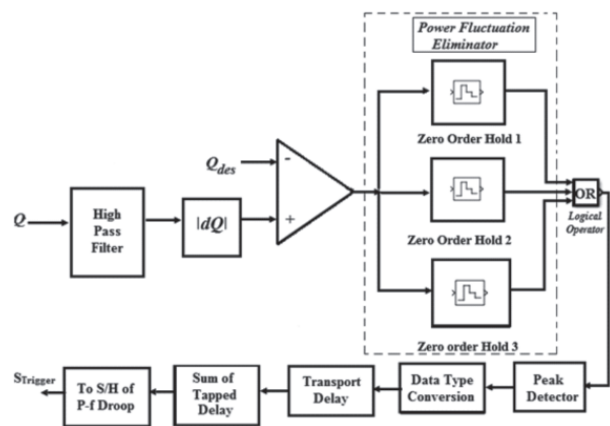 Power Fluctuation
Eliminator
Zero Order Hold 1
Q_des
-
Q
High
Pass
Filter
|dQ|
+
Zero Order Hold 2
OR
Logical
Operator
Zero order Hold 3
STrigger
To S/H of
P-f Droop
Sum of
Tapped
Delay
Transport
Delay
Data Type
Conversion
Peak
Detector